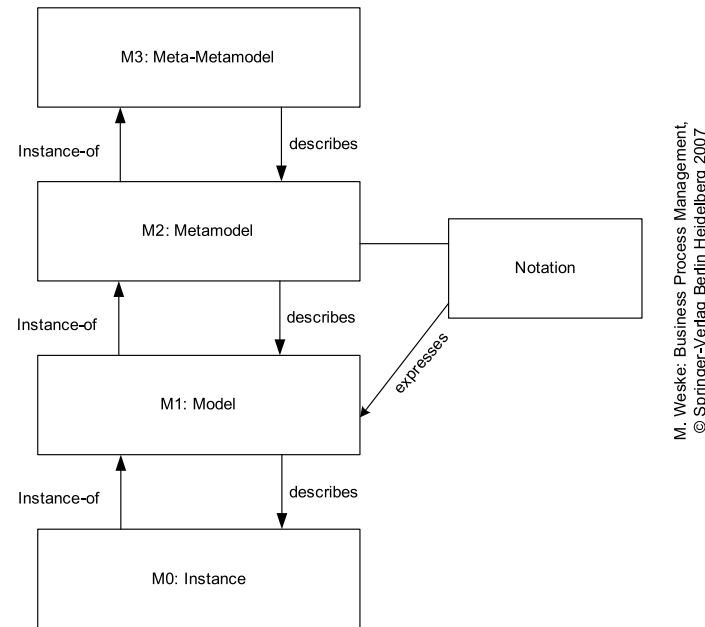 M3: Meta-Metamodel
Instance-of
describes
M2: Metamodel
Notation
Instance-of
describes
expresses
M1: Model
Instance-of
describes
M0: Instance
M. Weske: Business Process Management,
© Springer-Verlag Berlin Heidelberg 2007